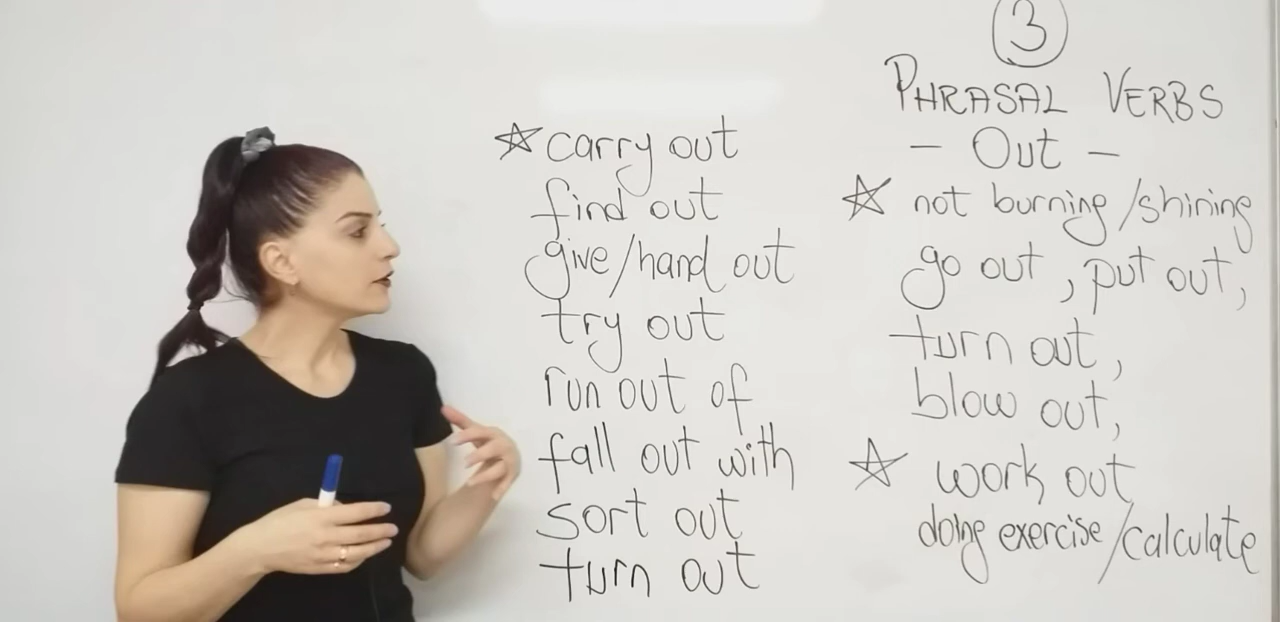 3
PHRASAL VERBS
- Out -
☆ not burning/shining
go out, put out,
turn out,
blow out,
☆ work out
doing exercise/calculate
☆ carry out
find out
give/hand out
try out
run out of
fall out with
sort out
turn out